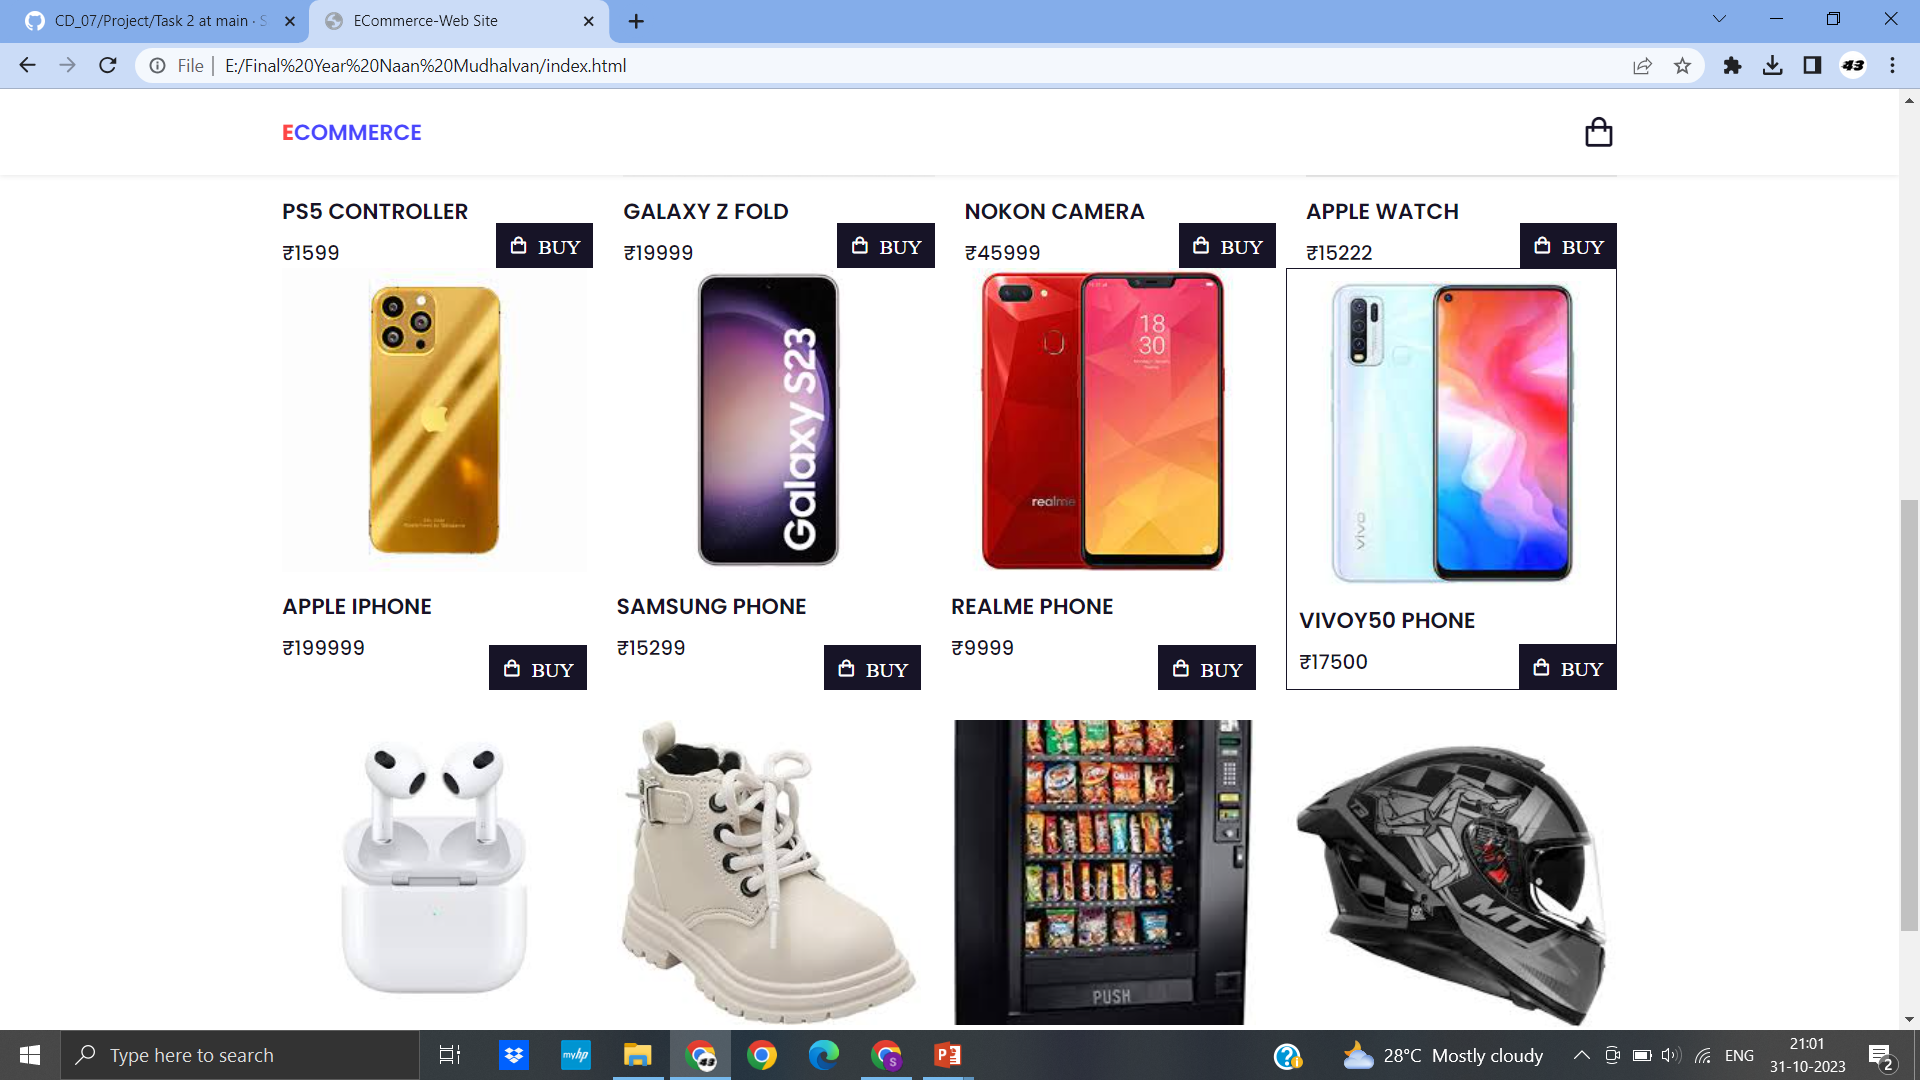 CD_07/Project/Task 2 at main · S
ECommerce-Web Site
File
E:/Final%20Year%20Naan%20Mudhalvan/index.html
43
ECOMMERCE
PS5 CONTROLLER
₹1599
BUY
GALAXY Z FOLD
₹19999
BUY
NOKON CAMERA
₹45999
BUY
APPLE WATCH
₹15222
BUY
Galaxy S23
18
30
realme
vivo
APPLE IPHONE
₹199999
BUY
SAMSUNG PHONE
₹15299
BUY
REALME PHONE
₹9999
BUY
VIVOY50 PHONE
₹17500
BUY
PUSH
MT
Type here to search
myhp
43
S
28°C Mostly cloudy
ENG
21:01
31-10-2023
2